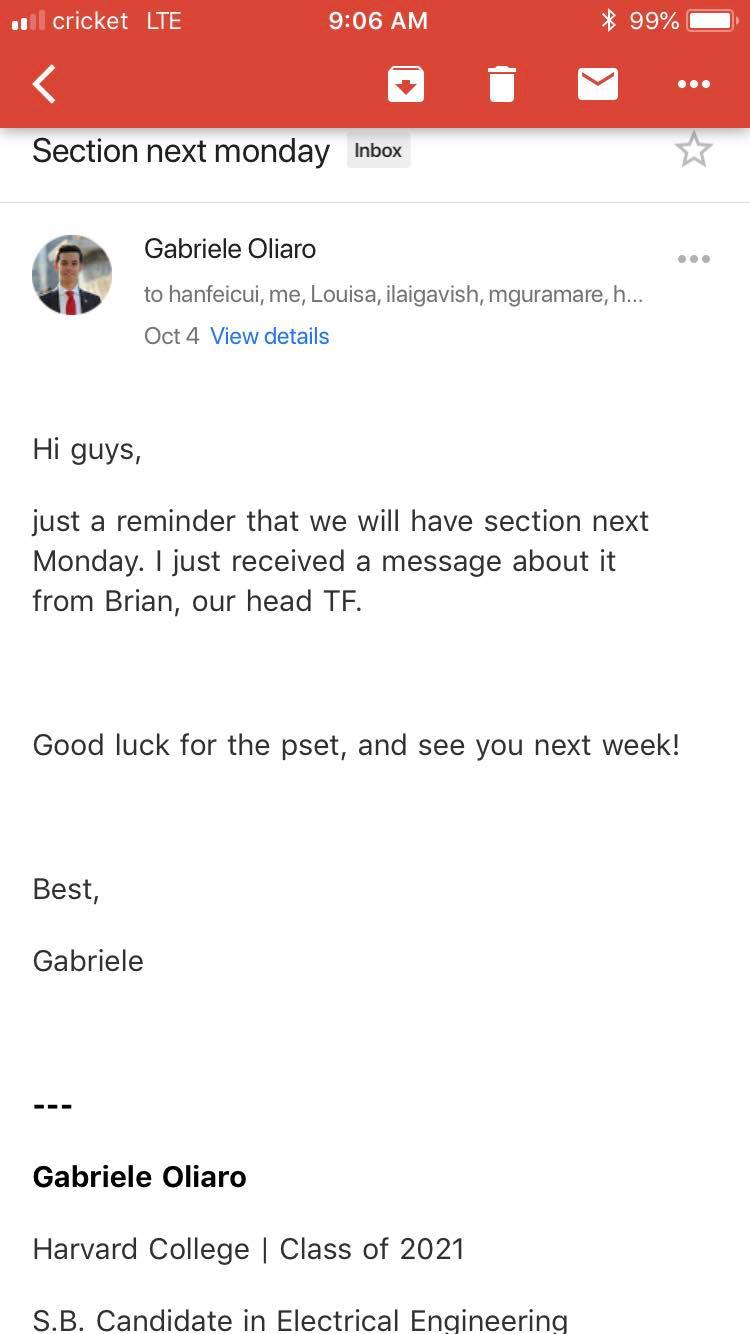 cricket LTE 9:06 AM 99%
Section next monday Inbox
Gabriele Oliaro
to hanfeicui, me, Louisa, ilaigavish, mguramare, h...
Oct 4 View details
Hi guys,
just a reminder that we will have section next
Monday. I just received a message about it
from Brian, our head TF.
Good luck for the pset, and see you next week!
Best,
Gabriele
---
Gabriele Oliaro
Harvard College | Class of 2021
S.B. Candidate in Electrical Engineering